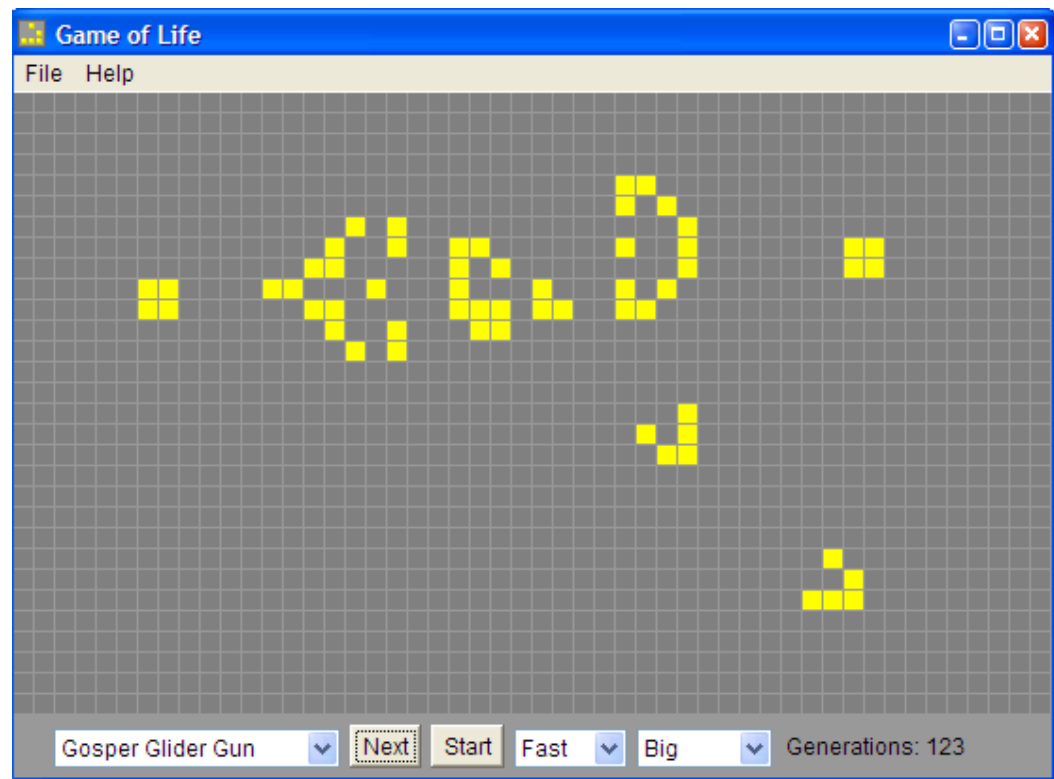 Game of Life
File Help
Gosper Glider Gun Next Start Fast Big Generations: 123